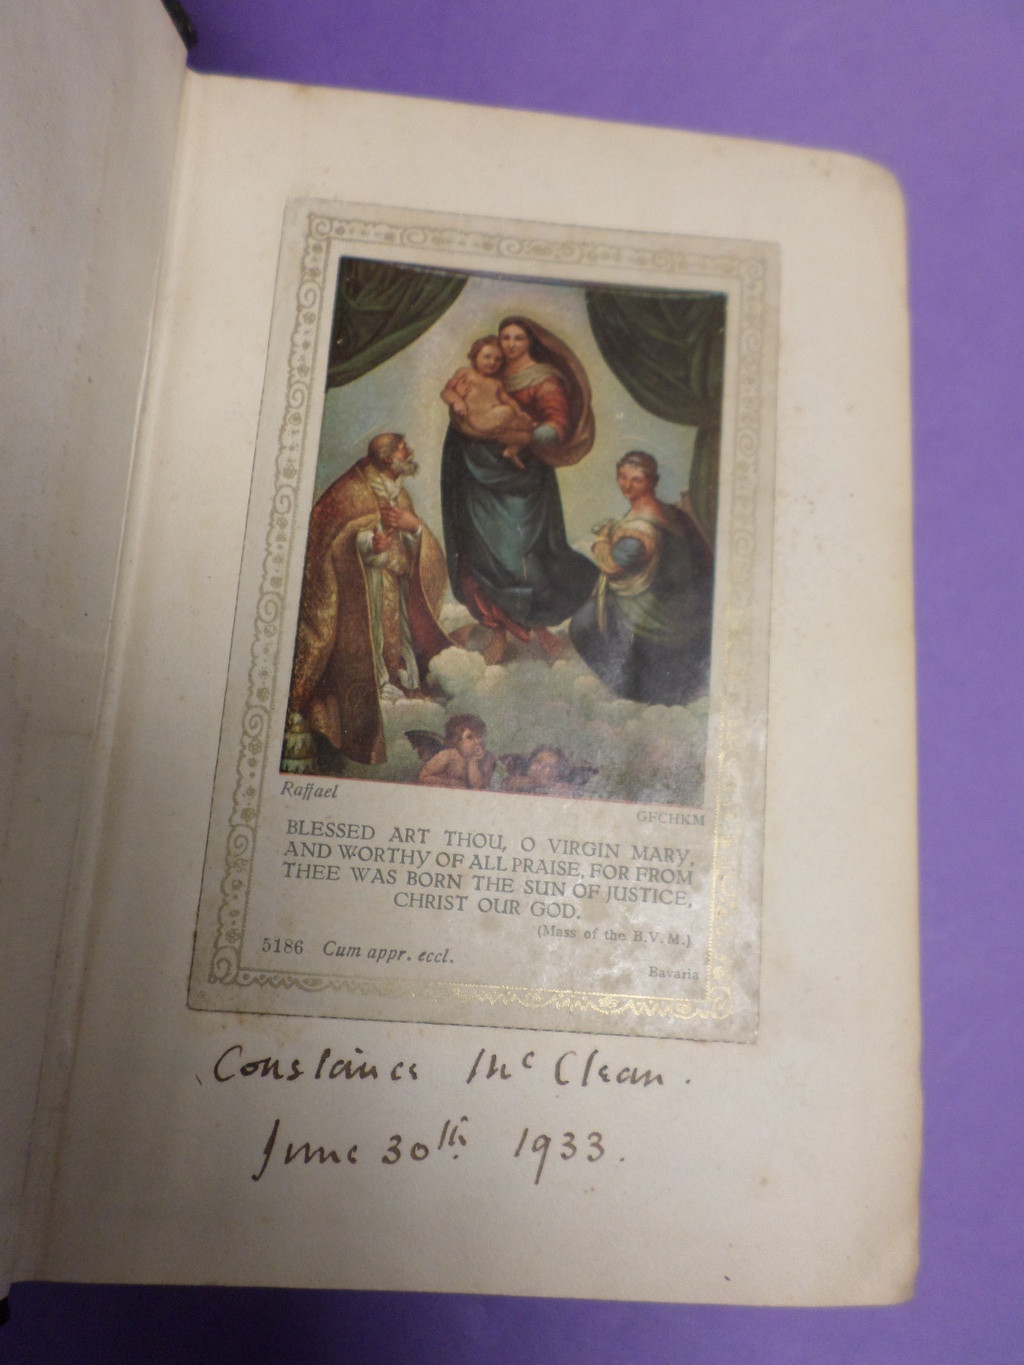 Raffael
GFCHKM
BLESSED ART THOU, O VIRGIN MARY,
AND WORTHY OF ALL PRAISE, FOR FROM
THEE WAS BORN THE SUN OF JUSTICE,
CHRIST OUR GOD.
(Mass of the B.V.M.)
5186 Cum appr. eccl.
Bavaria
Constance McClean.
June 30th 1933.